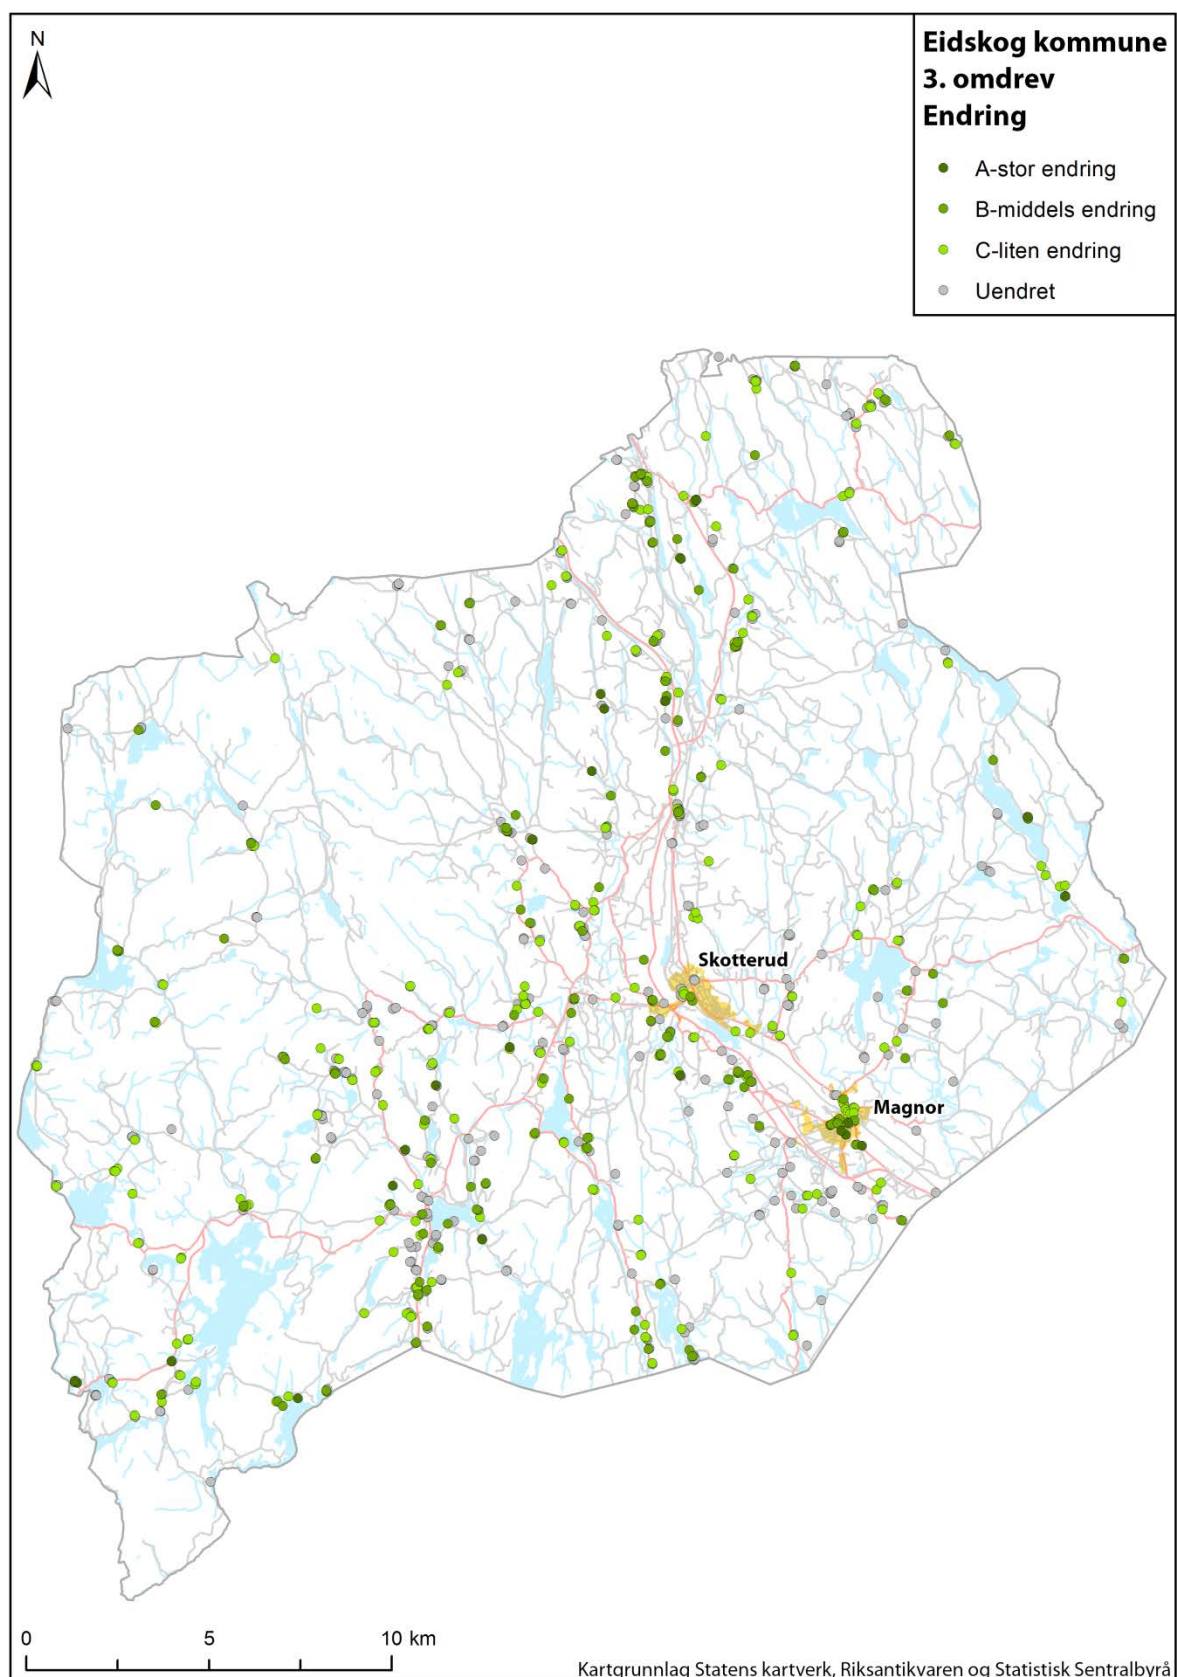 N
Eidskog kommune
3. omdrev
Endring
A-stor endring
B-middels endring
C-liten endring
Uendret
Skotterud
Magnor
0 5 10 km
Kartgrunnlag Statens kartverk, Riksantikvaren og Statistisk Sentralbyrå